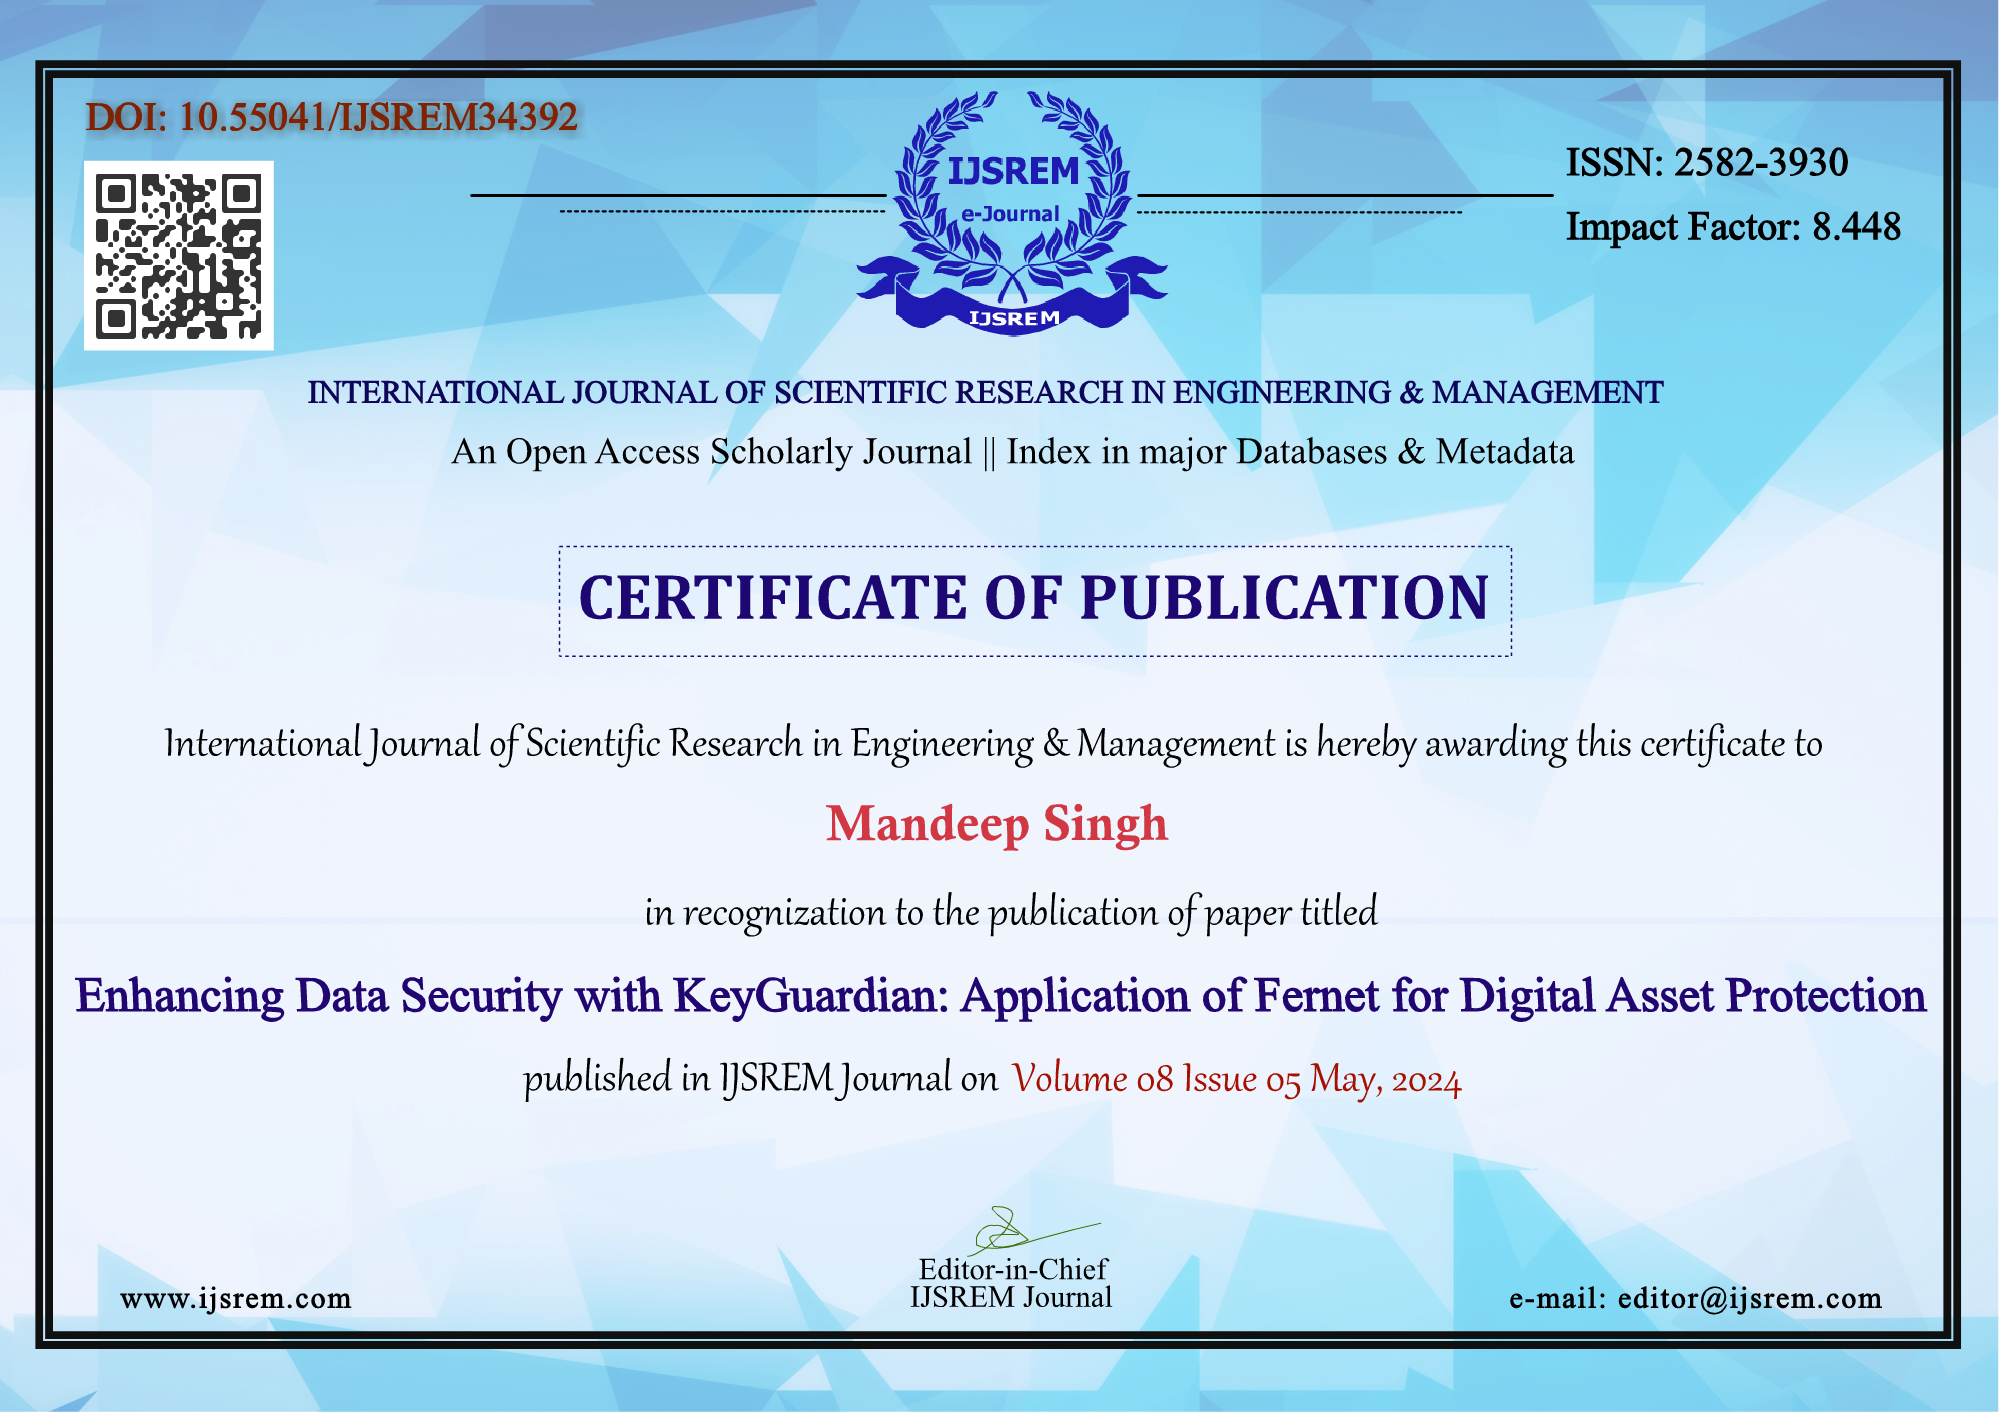 DOI: 10.55041/IJSREM34392
IJSREM
e-Journal
IJSREM
ISSN: 2582-3930
Impact Factor: 8.448
INTERNATIONAL JOURNAL OF SCIENTIFIC RESEARCH IN ENGINEERING & MANAGEMENT
An Open Access Scholarly Journal || Index in major Databases & Metadata
CERTIFICATE OF PUBLICATION
International Journal of Scientific Research in Engineering & Management is hereby awarding this certificate to
Mandeep Singh
in recognization to the publication of paper titled
Enhancing Data Security with KeyGuardian: Application of Fernet for Digital Asset Protection
published in IJSREM Journal on Volume 08 Issue 05 May, 2024
Editor-in-Chief
IJSREM Journal
www.ijsrem.com
e-mail: editor@ijsrem.com